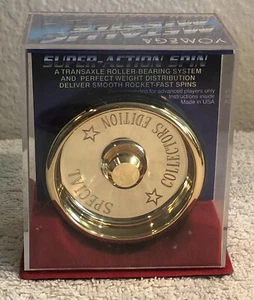 YOMEGA
SUPER-ACTION SPIN
A TRANSAXLE ROLLER-BEARING SYSTEM
AND PERFECT WEIGHT DISTRIBUTION
DELIVER SMOOTH ROCKET-FAST SPINS
for advanced players only
Instructions inside
Made in USA
SPECIAL
COLLECTORS EDITION